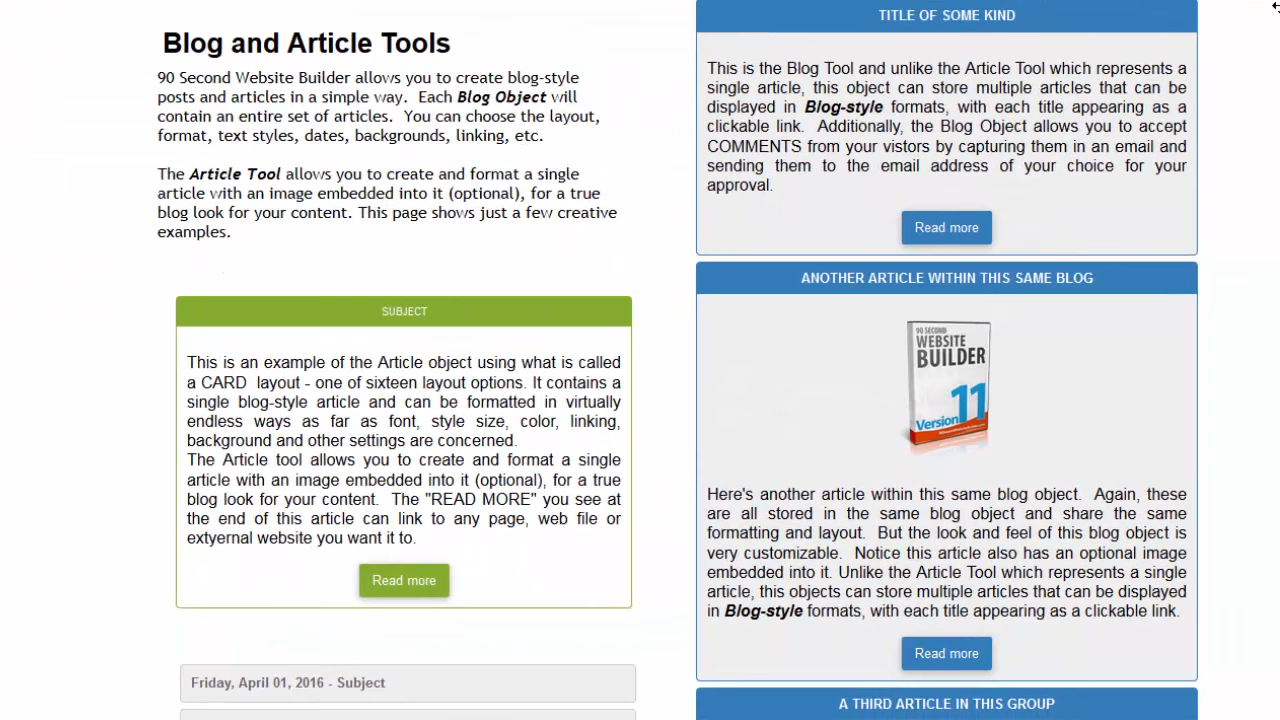 Blog and Article Tools
90 Second Website Builder allows you to create blog-style
posts and articles in a simple way.  Each Blog Object will
contain an entire set of articles.  You can choose the layout,
format, text styles, dates, backgrounds, linking, etc.
The Article Tool allows you to create and format a single
article with an image embedded into it (optional), for a true
blog look for your content. This page shows just a few creative
examples.
SUBJECT
This is an example of the Article object using what is called
a CARD  layout - one of sixteen layout options. It contains a
single blog-style article and can be formatted in virtually
endless ways as far as font, style size, color, linking,
background and other settings are concerned.
The Article tool allows you to create and format a single
article with an image embedded into it (optional), for a true
blog look for your content.  The "READ MORE" you see at
the end of this article can link to any page, web file or
extyernal website you want it to.
Read more
Friday, April 01, 2016 - Subject
TITLE OF SOME KIND
This is the Blog Tool and unlike the Article Tool which represents a
single article, this object can store multiple articles that can be
displayed in Blog-style formats, with each title appearing as a
clickable link.  Additionally, the Blog Object allows you to accept
COMMENTS from your vistors by capturing them in an email and
sending them to the email address of your choice for your
approval.
Read more
ANOTHER ARTICLE WITHIN THIS SAME BLOG
90 SECOND
WEBSITE
BUILDER
11
Version
Here's another article within this same blog object.  Again, these
are all stored in the same blog object and share the same
formatting and layout.  But the look and feel of this blog object is
very customizable.  Notice this article also has an optional image
embedded into it. Unlike the Article Tool which represents a single
article, this objects can store multiple articles that can be displayed
in Blog-style formats, with each title appearing as a clickable link.
Read more
A THIRD ARTICLE IN THIS GROUP